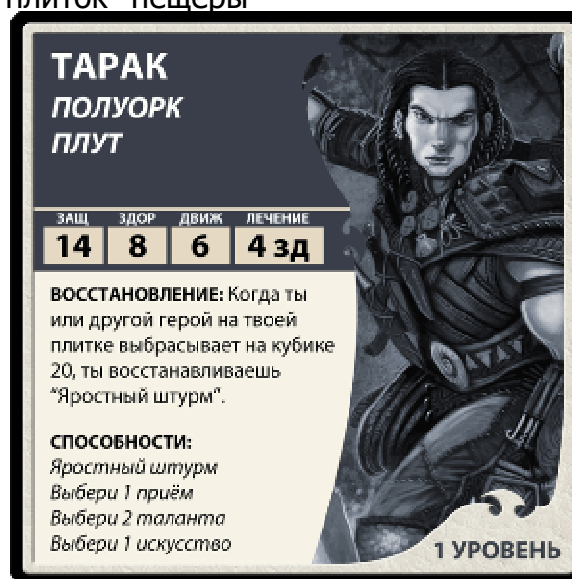 плиток пещеры
ТАРАК
ПОЛУОРК
ПЛУТ
ЗАЩ ЗДОР ДВИЖ ЛЕЧЕНИЕ
14 8 6 4 зд
ВОССТАНОВЛЕНИЕ: Когда ты
или другой герой на твоей
плитке выбрасывает на кубике
20, ты восстанавливаешь
"Яростный штурм".
СПОСОБНОСТИ:
Яростный штурм
Выбери 1 приём
Выбери 2 таланта
Выбери 1 искусство
1 УРОВЕНЬ